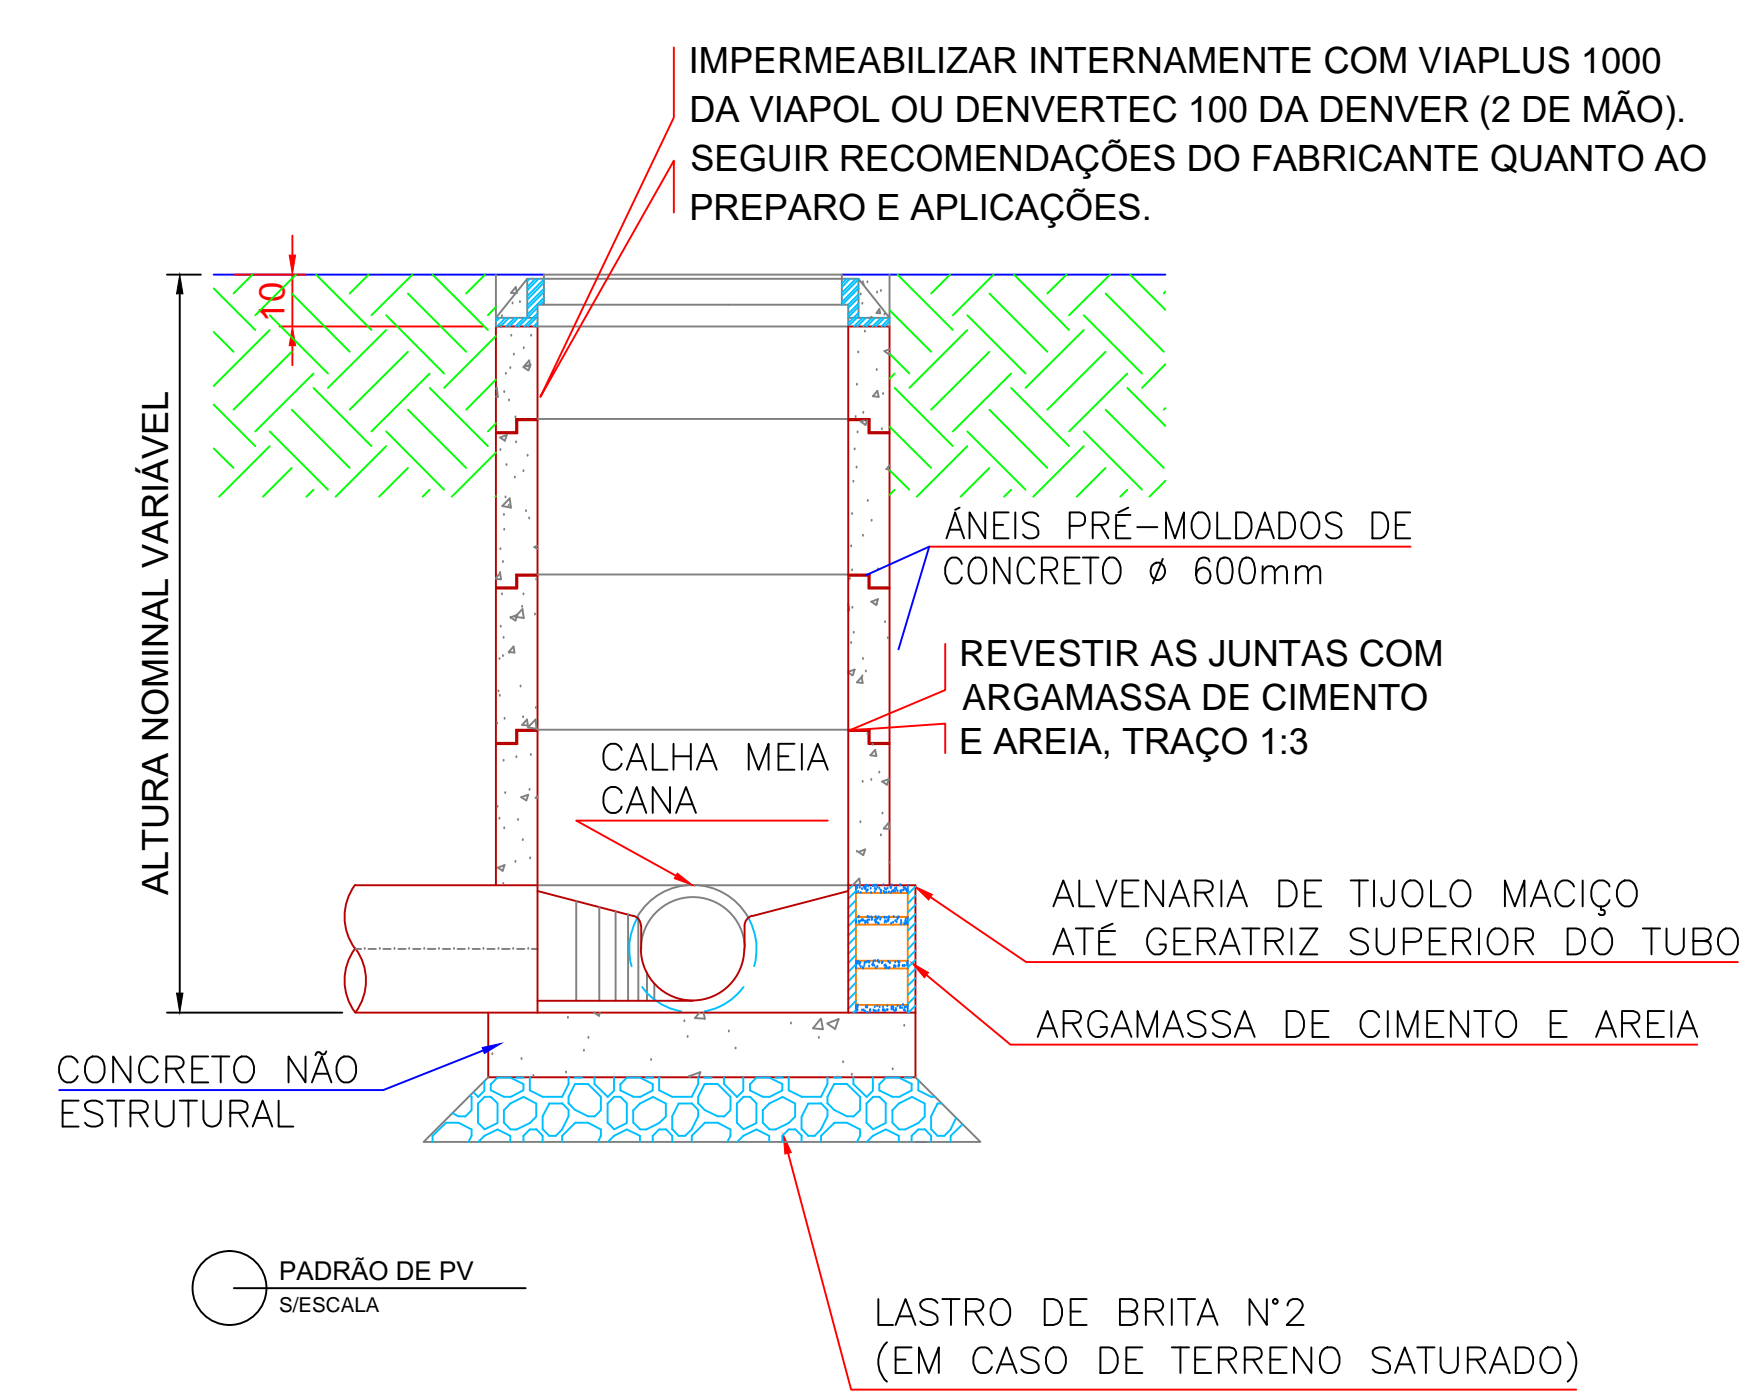 IMPERMEABILIZAR INTERNAMENTE COM VIAPLUS 1000
DA VIAPOL OU DENVERTEC 100 DA DENVER (2 DE MÃO).
SEGUIR RECOMENDAÇÕES DO FABRICANTE QUANTO AO
PREPARO E APLICAÇÕES.
10
ALTURA NOMINAL VARIÁVEL
ÁNEIS PRÉ-MOLDADOS DE
CONCRETO ø 600mm
REVESTIR AS JUNTAS COM
ARGAMASSA DE CIMENTO
E AREIA, TRAÇO 1:3
CALHA MEIA
CANA
ALVENARIA DE TIJOLO MACIÇO
ATÉ GERATRIZ SUPERIOR DO TUBO
ARGAMASSA DE CIMENTO E AREIA
CONCRETO NÃO
ESTRUTURAL
PADRÃO DE PV
S/ESCALA
LASTRO DE BRITA N°2
(EM CASO DE TERRENO SATURADO)